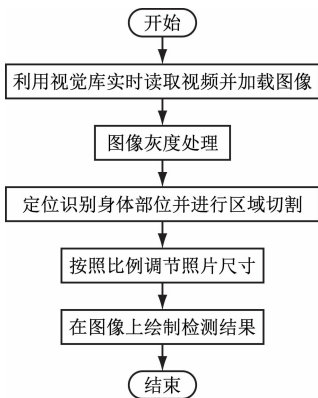 开始
利用视觉库实时读取视频并加载图像
图像灰度处理
定位识别身体部位并进行区域切割
按照比例调节照片尺寸
在图像上绘制检测结果
结束